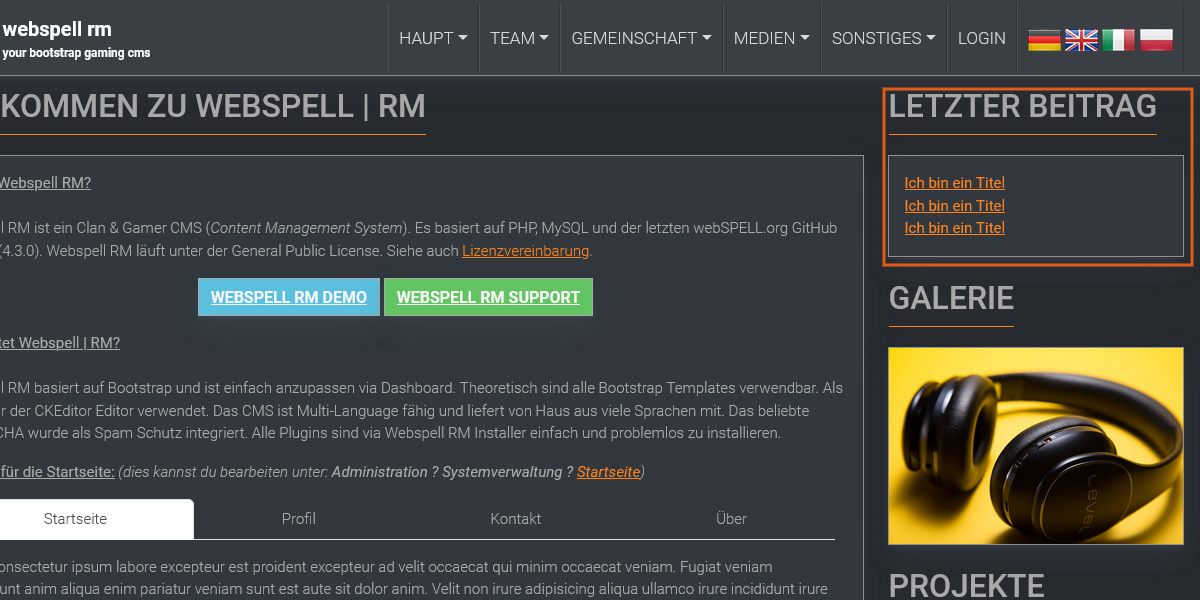 webspell rm
your bootstrap gaming cms
HAUPT
TEAM
GEMEINSCHAFT
MEDIEN
SONSTIGES
LOGIN
KOMMEN ZU WEBSPELL | RM
Webspell RM?
l RM ist ein Clan & Gamer CMS (Content Management System). Es basiert auf PHP, MySQL und der letzten webSPELL.org GitHub
(4.3.0). Webspell RM läuft unter der General Public License. Siehe auch Lizenzvereinbarung.
WEBSPELL RM DEMO
WEBSPELL RM SUPPORT
tet Webspell | RM?
l RM basiert auf Bootstrap und ist einfach anzupassen via Dashboard. Theoretisch sind alle Bootstrap Templates verwendbar. Als
r der CKEditor Editor verwendet. Das CMS ist Multi-Language fähig und liefert von Haus aus viele Sprachen mit. Das beliebte
CHA wurde als Spam Schutz integriert. Alle Plugins sind via Webspell RM Installer einfach und problemlos zu installieren.
für die Startseite: (dies kannst du bearbeiten unter: Administration ? Systemverwaltung ? Startseite)
Startseite
Profil
Kontakt
Über
onsectetur ipsum labore excepteur est proident excepteur ad velit occaecat qui minim occaecat veniam. Fugiat veniam
unt anim aliqua enim pariatur veniam sunt est aute sit dolor anim. Velit non irure adipisicing aliqua ullamco irure incididunt irure
LETZTER BEITRAG
Ich bin ein Titel
Ich bin ein Titel
Ich bin ein Titel
GALERIE
LEVEL
PROJEKTE